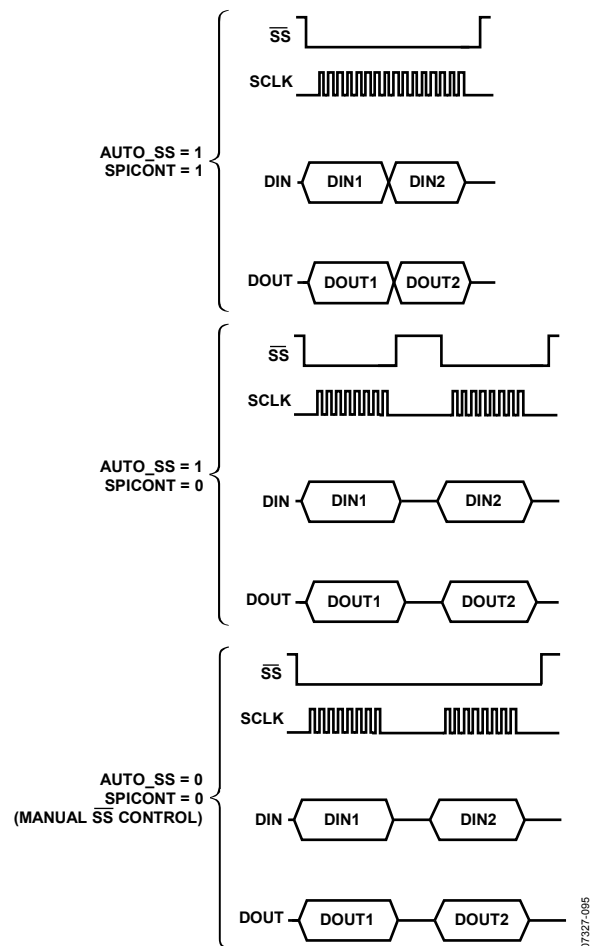 SS
SCLK
AUTO_SS = 1
SPICONT = 1
DIN DIN1 DIN2
DOUT DOUT1 DOUT2
SS
SCLK
AUTO_SS = 1
SPICONT = 0
DIN DIN1 DIN2
DOUT DOUT1 DOUT2
SS
SCLK
AUTO_SS = 0
SPICONT = 0
(MANUAL SS CONTROL)
DIN DIN1 DIN2
DOUT DOUT1 DOUT2
07327-095